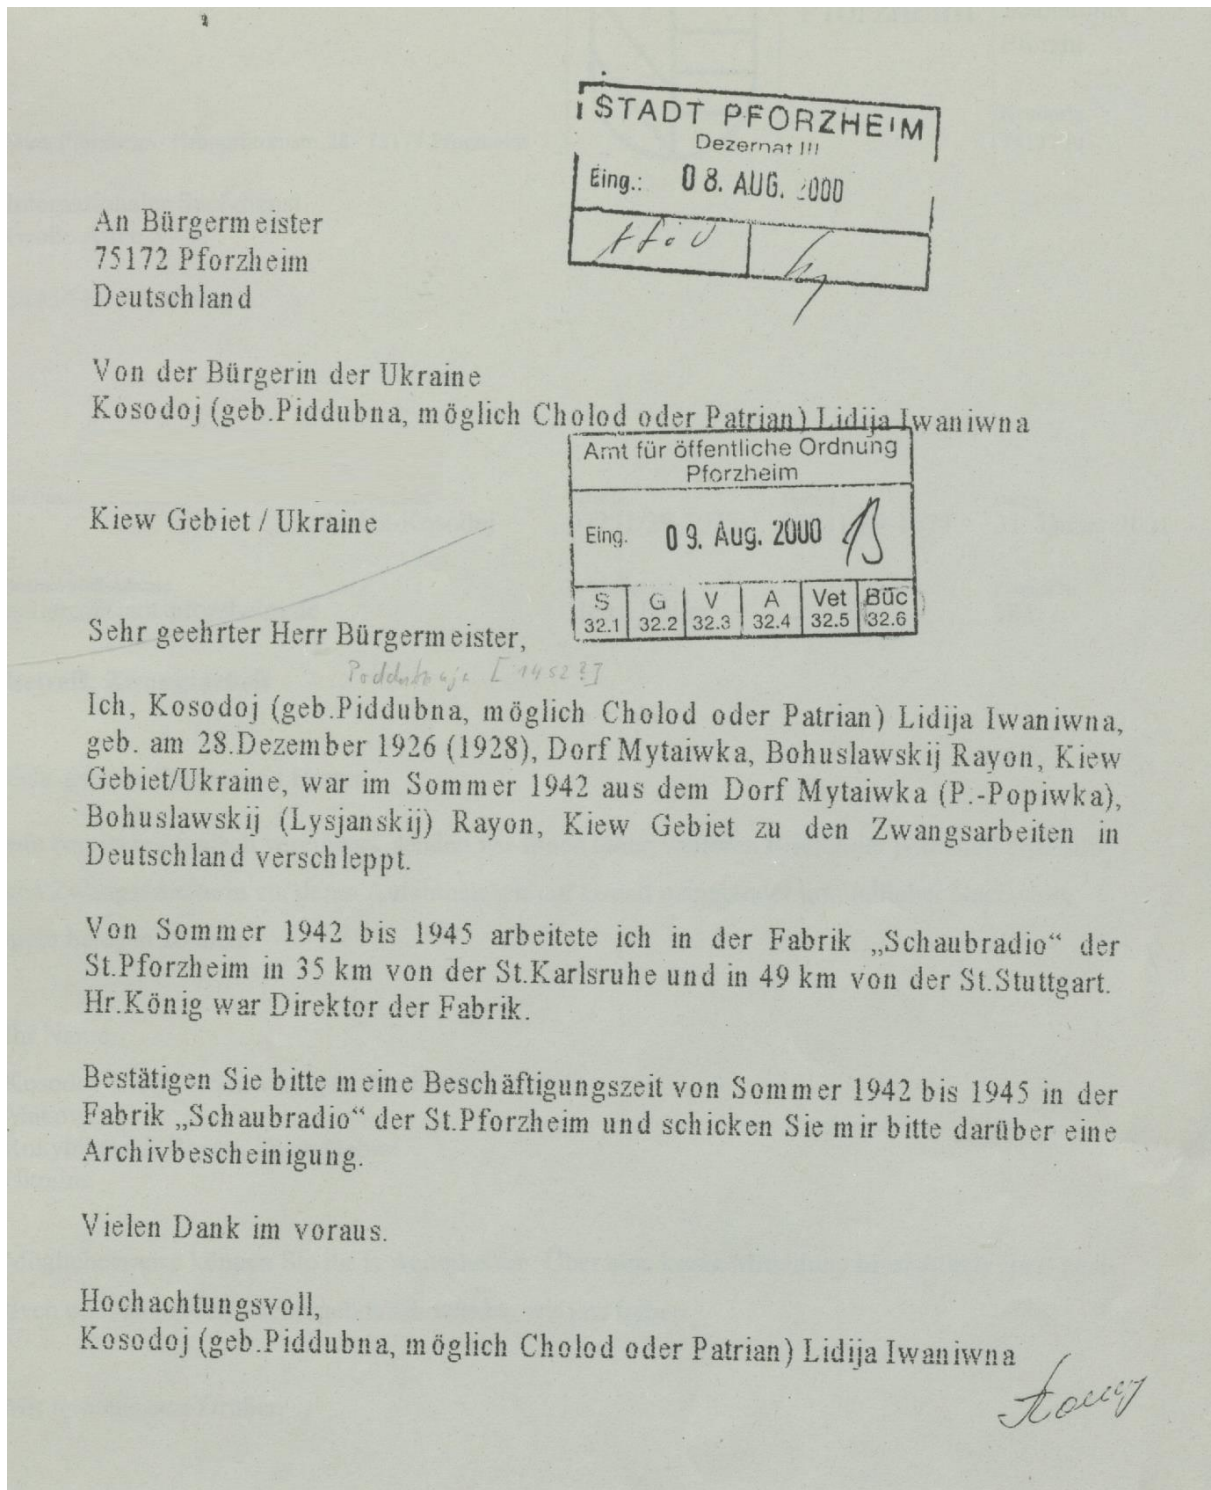 STADT PFORZHEIM
Dezernat III
Eing.: 08. AUG. 2000
An Bürgermeister
75172 Pforzheim
Deutschland
Von der Bürgerin der Ukraine
Kosodoj (geb.Piddubna, möglich Cholod oder Patrian) Lidija Iwaniwna
Amt für öffentliche Ordnung
Pforzheim
Kiew Gebiet / Ukraine
Eing. 09. Aug. 2000
S G V A Vet Büc
32.1 32.2 32.3 32.4 32.5 32.6
Sehr geehrter Herr Bürgermeister,
Ich, Kosodoj (geb.Piddubna, möglich Cholod oder Patrian) Lidija Iwaniwna,
geb. am 28.Dezember 1926 (1928), Dorf Mytaiwka, Bohuslawskij Rayon, Kiew
Gebiet/Ukraine, war im Sommer 1942 aus dem Dorf Mytaiwka (P.-Popiwka),
Bohuslawskij (Lysjanskij) Rayon, Kiew Gebiet zu den Zwangsarbeiten in
Deutschland verschleppt.
Von Sommer 1942 bis 1945 arbeitete ich in der Fabrik „Schaubradio“ der
St.Pforzheim in 35 km von der St.Karlsruhe und in 49 km von der St.Stuttgart.
Hr.König war Direktor der Fabrik.
Bestätigen Sie bitte meine Beschäftigungszeit von Sommer 1942 bis 1945 in der
Fabrik „Schaubradio“ der St.Pforzheim und schicken Sie mir bitte darüber eine
Archivbescheinigung.
Vielen Dank im voraus.
Hochachtungsvoll,
Kosodoj (geb.Piddubna, möglich Cholod oder Patrian) Lidija Iwaniwna